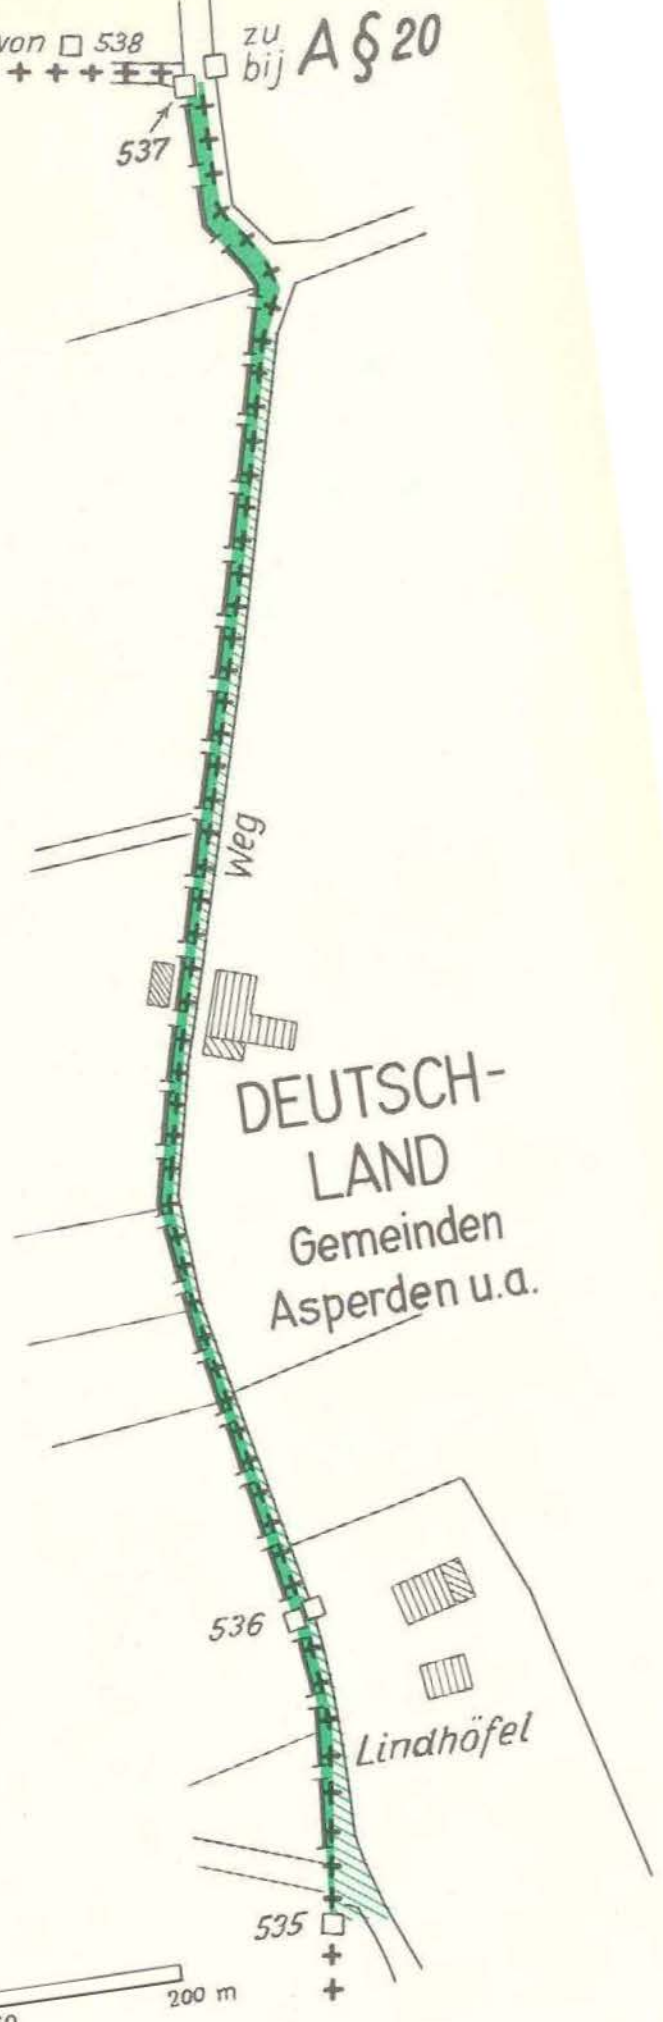 von □ 538
zu
bij
A § 20
537
Weg
DEUTSCH-
LAND
Gemeinden
Asperden u.a.
536
Lindhöfel
535
200 m